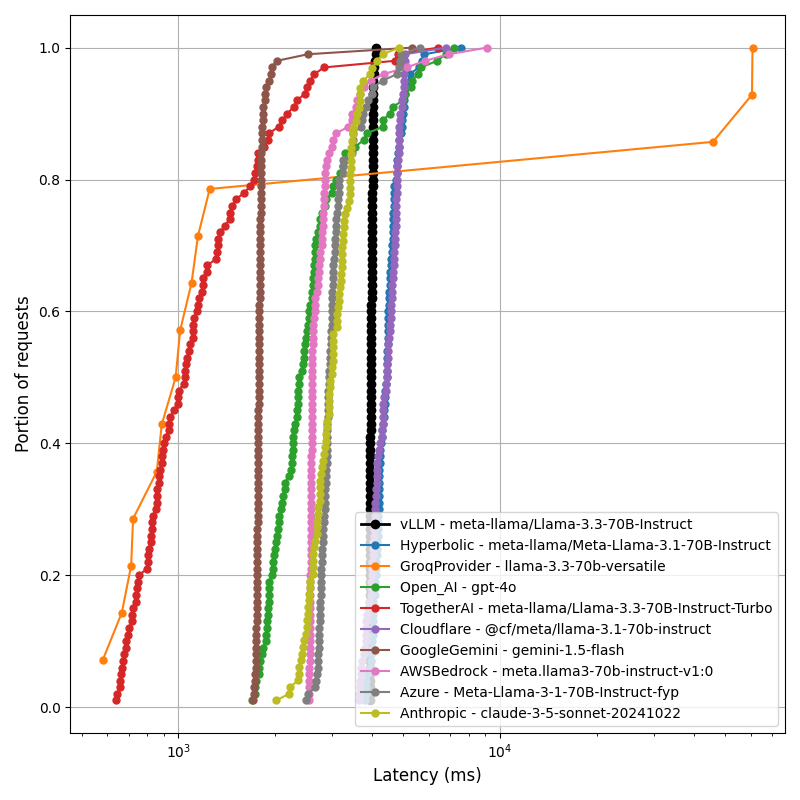 1.0
0.8
0.6
0.4
0.2
0.0
Portion of requests
vLLM - meta-llama/Llama-3.3-70B-Instruct
Hyperbolic - meta-llama/Meta-Llama-3.1-70B-Instruct
GroqProvider - llama-3.3-70b-versatile
Open_AI - gpt-4o
TogetherAI - meta-llama/Llama-3.3-70B-Instruct-Turbo
Cloudflare - @cf/meta/llama-3.1-70b-instruct
GoogleGemini - gemini-1.5-flash
AWSBedrock - meta.llama3-70b-instruct-v1:0
Azure - Meta-Llama-3-1-70B-Instruct-fyp
Anthropic - claude-3-5-sonnet-20241022
10³ 10⁴
Latency (ms)